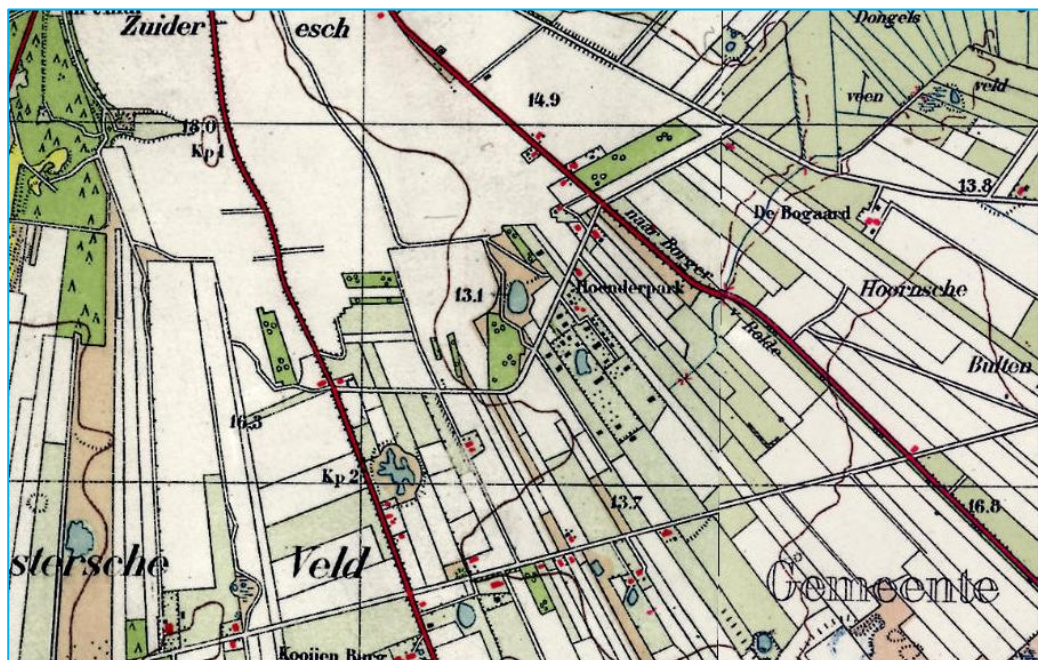 Zuider esch
Dongels
veen veld
14.9
18.0
Kp 1
13.8
De Bogaard
naar Borger
v. Rolde
13.1
Hoenderpark
Hoornsche
Bulten
16.3
Kp 2
13.7
16.8
stersche Veld
Gemeente
Kooijen Burg